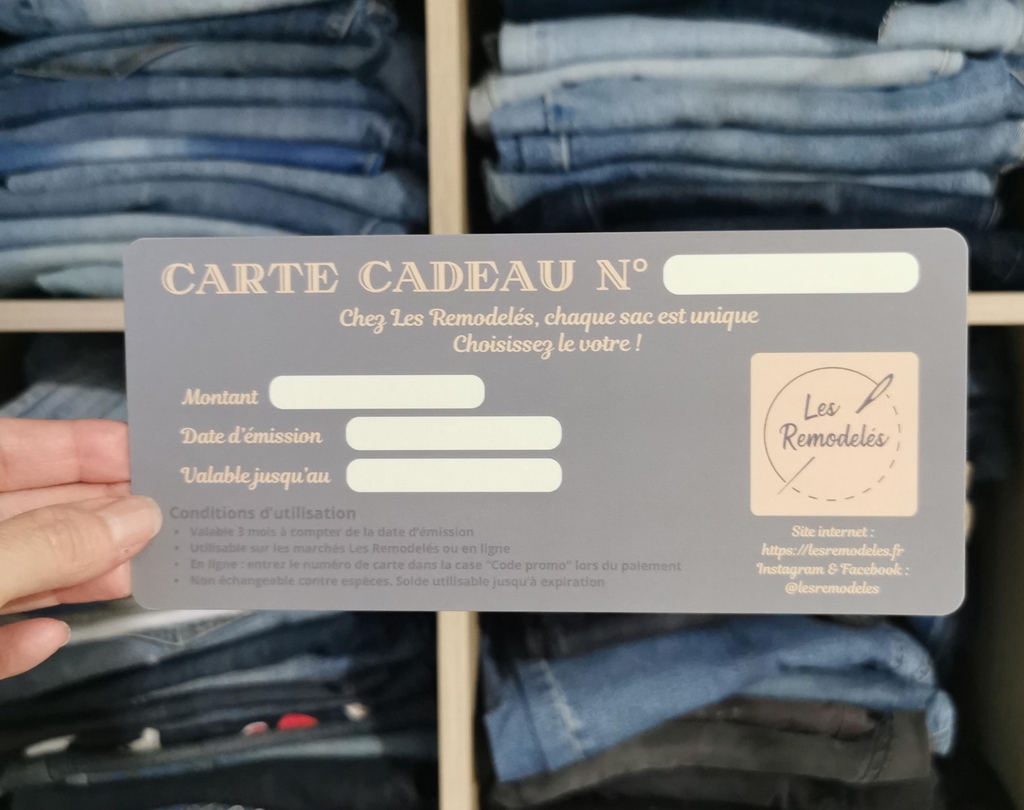 CARTE CADEAU N°
Chez Les Remodelés, chaque sac est unique
Choisissez le votre !
Montant
Date d'émission
Valable jusqu'au
Les
Remodelés
Conditions d'utilisation
• Valable 3 mois à compter de la date d'émission
• Utilisable sur les marchés Les Remodelés ou en ligne
• En ligne : entrez le numéro de carte dans la case "Code promo" lors du paiement
• Non échangeable contre espèces. Solde utilisable jusqu'à expiration
Site internet :
https://lesremodeles.fr
Instagram & Facebook :
@lesremodeles